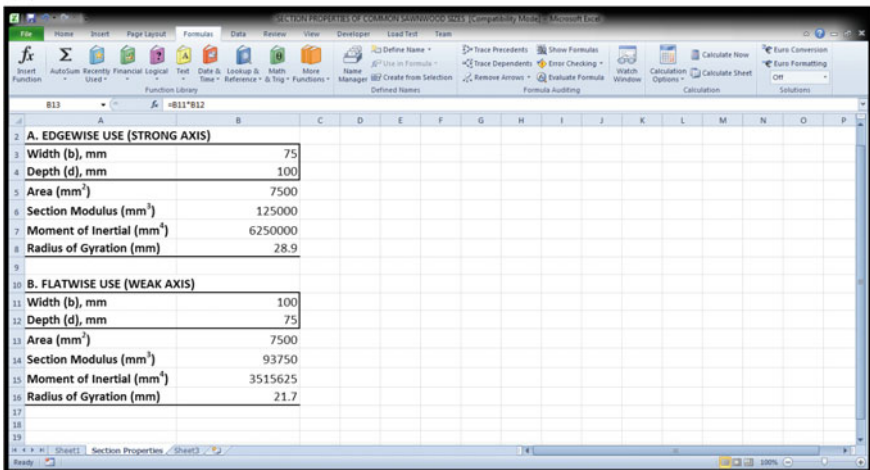 SECTION PROPERTIES OF COMMON SAWNWOOD SIZES [Compatibility Mode] - Microsoft Excel
File Home Insert Page Layout Formulas Data Review View Developer Load Test Team
fx Σ Define Name Trace Precedents Show Formulas Calculate Now Euro Conversion
Insert Function AutoSum Recently Used Financial Logical Text Date & Time Lookup & Reference Math & Trig More Functions Name Manager Use in Formula Create from Selection Trace Dependents Remove Arrows Error Checking Evaluate Formula Watch Window Calculation Options Calculate Sheet Euro Formatting Off
Function Library Defined Names Formula Auditing Calculation Solutions
B13 fx =B11*B12
A B C D E F G H I J K L M N O P
2 A. EDGEWISE USE (STRONG AXIS)
3 Width (b), mm 75
4 Depth (d), mm 100
5 Area (mm²) 7500
6 Section Modulus (mm³) 125000
7 Moment of Inertial (mm⁴) 6250000
8 Radius of Gyration (mm) 28.9
9
10 B. FLATWISE USE (WEAK AXIS)
11 Width (b), mm 100
12 Depth (d), mm 75
13 Area (mm²) 7500
14 Section Modulus (mm³) 93750
15 Moment of Inertial (mm⁴) 3515625
16 Radius of Gyration (mm) 21.7
17
18
19
Sheet1 Section Properties Sheet3
Ready 100%